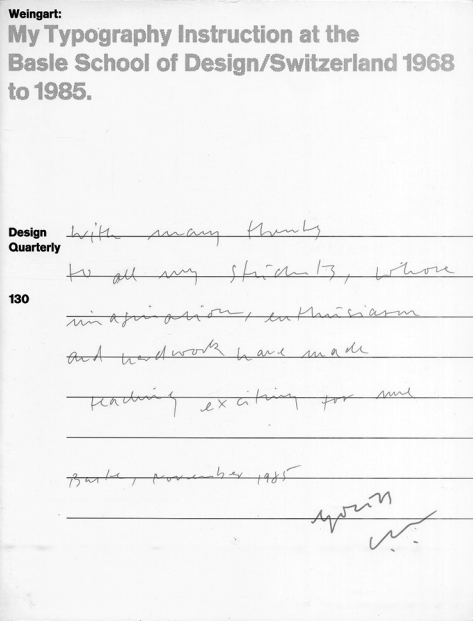 Weingart:
My Typography Instruction at the
Basle School of Design/Switzerland 1968
to 1985.
Design
Quarterly
130
with many thanks
to all my students, whose
imagination, enthusiasm
and hardwork have made
teaching exciting for me
Basle, November 1985
yours
W.